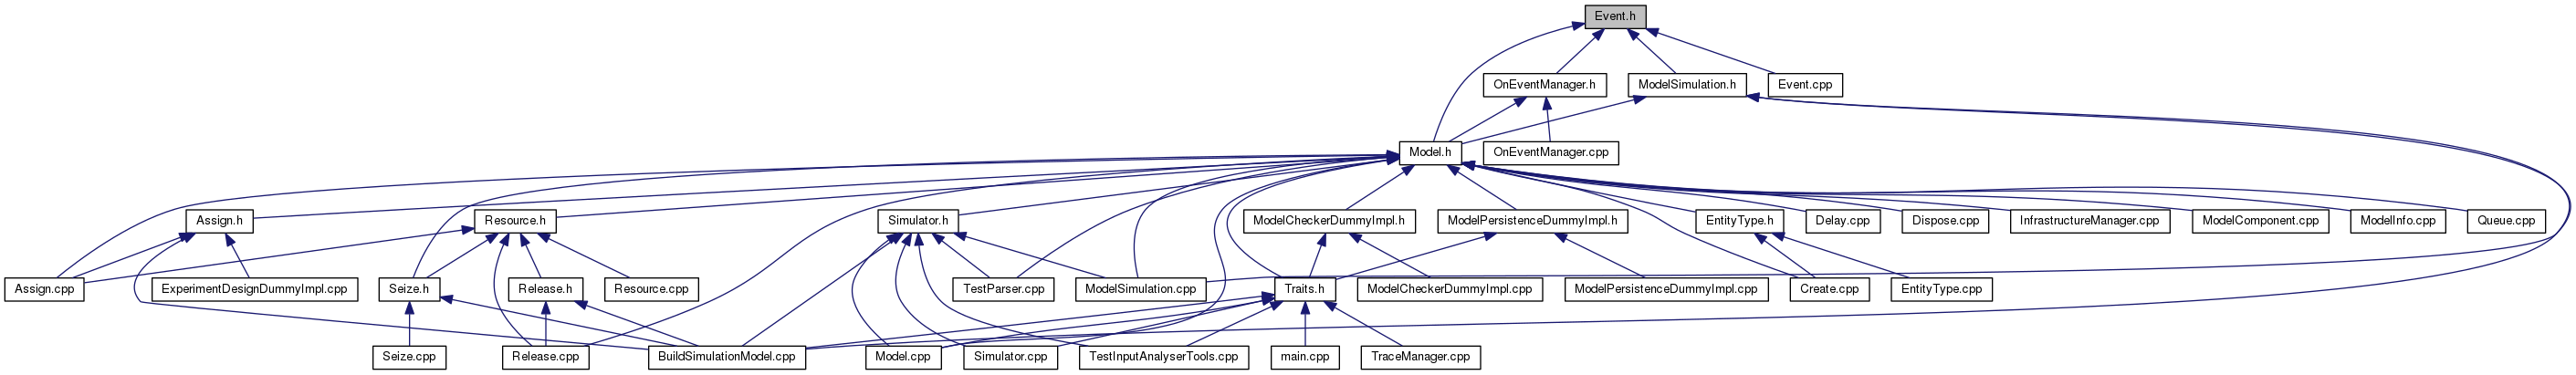 Event.h
OnEventManager.h
ModelSimulation.h
Event.cpp
Model.h
OnEventManager.cpp
Assign.h
Resource.h
Simulator.h
ModelCheckerDummyImpl.h
ModelPersistenceDummyImpl.h
EntityType.h
Delay.cpp
Dispose.cpp
InfrastructureManager.cpp
ModelComponent.cpp
ModelInfo.cpp
Queue.cpp
Assign.cpp
ExperimentDesignDummyImpl.cpp
Seize.h
Release.h
Resource.cpp
TestParser.cpp
ModelSimulation.cpp
Traits.h
ModelCheckerDummyImpl.cpp
ModelPersistenceDummyImpl.cpp
Create.cpp
EntityType.cpp
Seize.cpp
Release.cpp
BuildSimulationModel.cpp
Model.cpp
Simulator.cpp
TestInputAnalyserTools.cpp
main.cpp
TraceManager.cpp